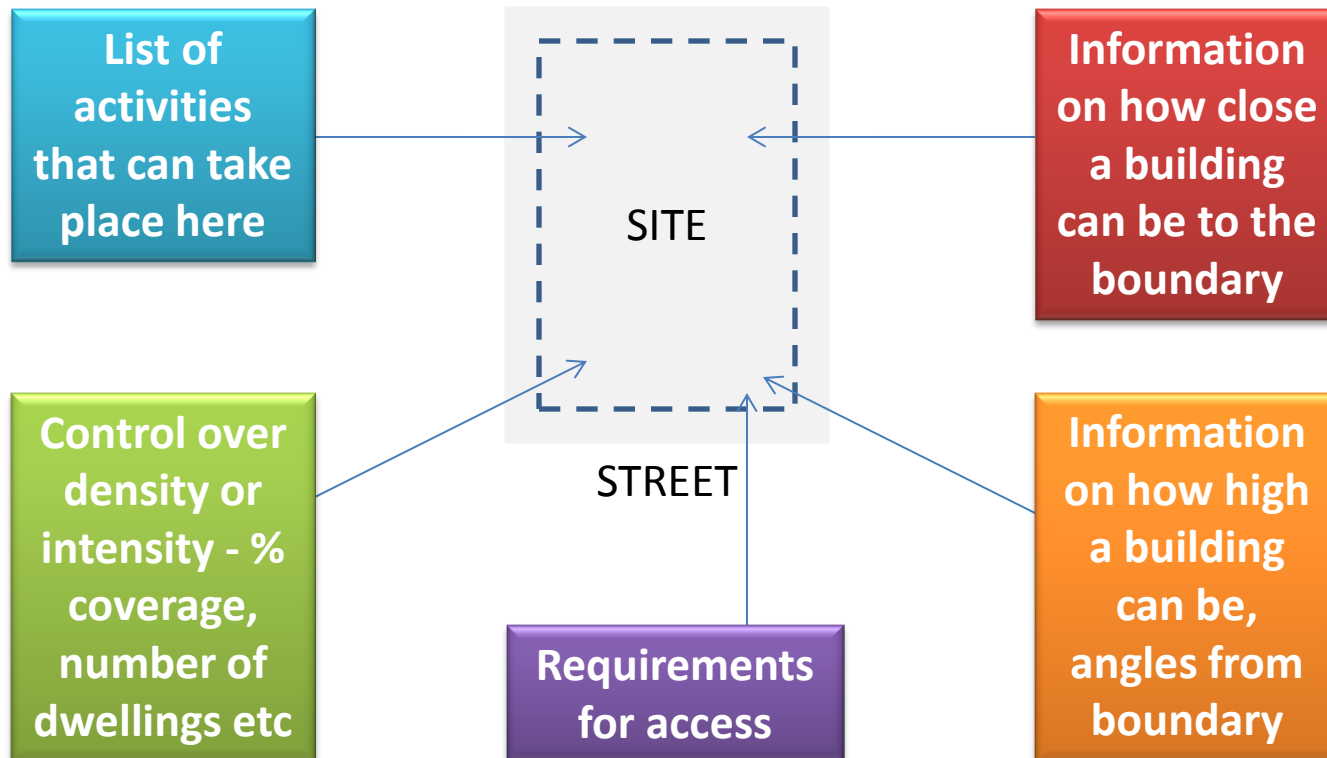 List of
activities
that can take
place here
SITE
Information
on how close
a building
can be to the
boundary
Control over
density or
intensity - %
coverage,
number of
dwellings etc
STREET
Requirements
for access
Information
on how high
a building
can be,
angles from
boundary